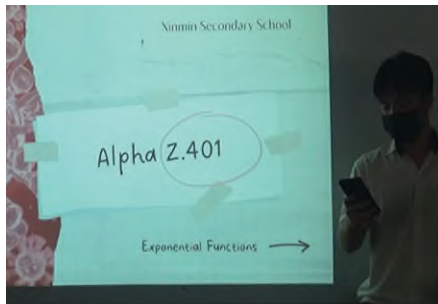 Xinmin Secondary School
Alpha Z.401
Exponential Functions